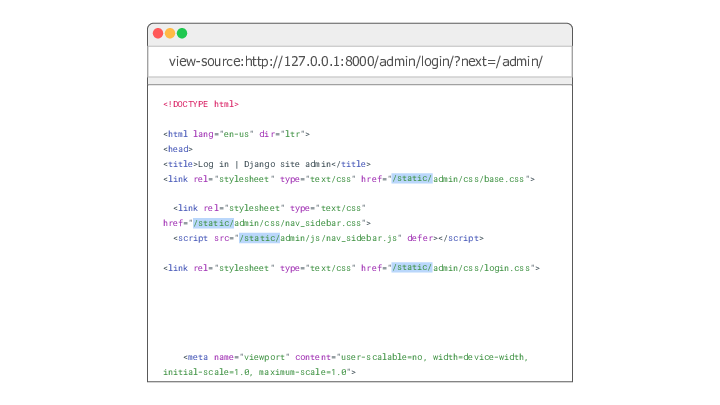 view-source:http://127.0.0.1:8000/admin/login/?next=/admin/
<!DOCTYPE html>
<html lang="en-us" dir="ltr">
<head>
<title>Log in | Django site admin</title>
<link rel="stylesheet" type="text/css" href="/static/admin/css/base.css">
<link rel="stylesheet" type="text/css"
href="/static/admin/css/nav_sidebar.css">
<script src="/static/admin/js/nav_sidebar.js" defer></script>
<link rel="stylesheet" type="text/css" href="/static/admin/css/login.css">
<meta name="viewport" content="user-scalable=no, width=device-width,
initial-scale=1.0, maximum-scale=1.0">